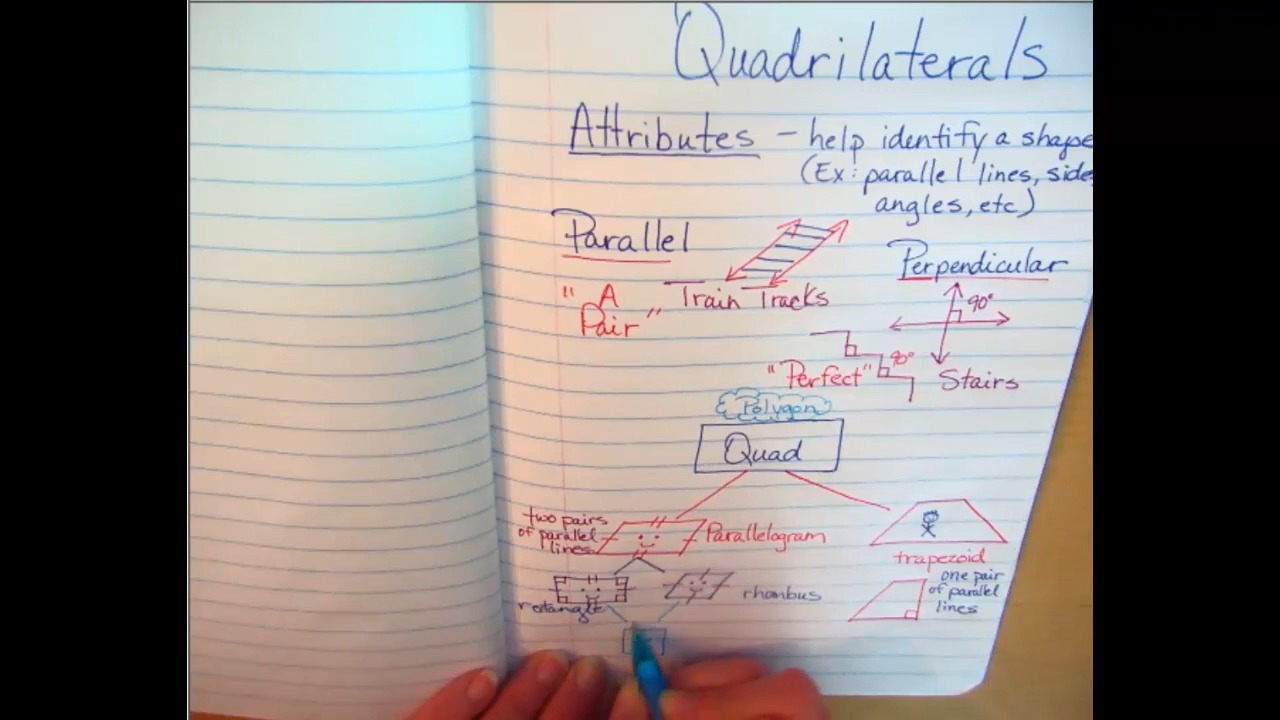 Quadrilaterals
Attributes - help identify a shape
(Ex: parallel lines, side
angles, etc)
Parallel
Perpendicular
"A
Pair"
Train Tracks
90°
90°
"Perfect"
Stairs
Polygon
Quad
two pairs
of parallel
lines
Parallelogram
trapezoid
one pair
of parallel
lines
rhombus
rectangle